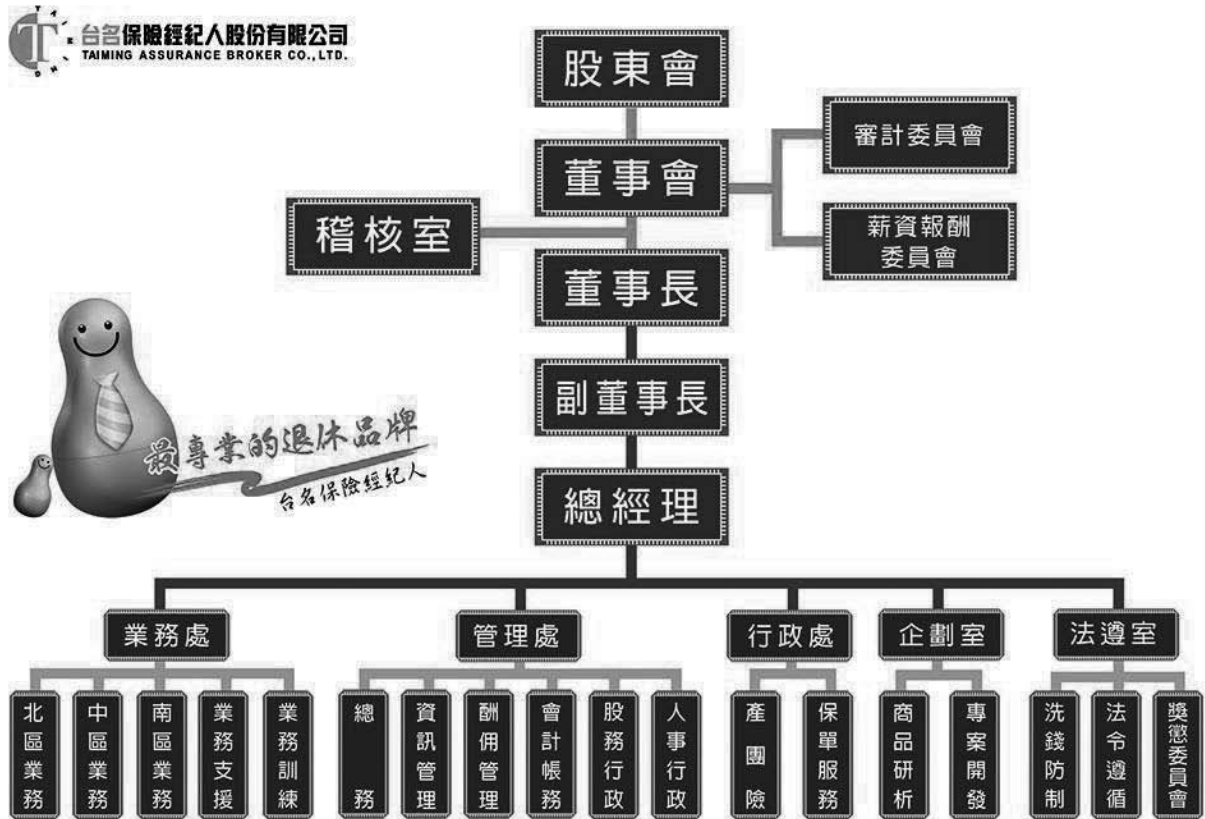 TAIMING
台名保險經紀人股份有限公司
TAIMING ASSURANCE BROKER CO.,LTD.
股東會
審計委員會
董事會
薪資報酬
委員會
稽核室
董事長
副董事長
最專業的退休品牌
台名保險經紀人
總經理
業務處
管理處
行政處
企劃室
法遵室
北區業務
中區業務
南區業務
業務支援
業務訓練
總務
資訊管理
酬佣管理
會計帳務
股務行政
人事行政
產團險
保單服務
商品研析
專案開發
洗錢防制
法令遵循
獎懲委員會